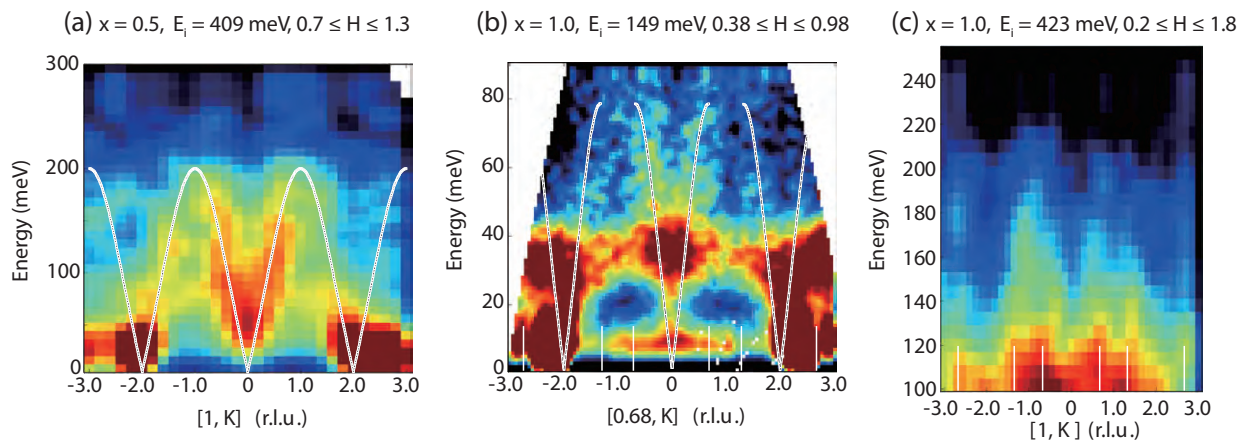 (a) x = 0.5, E_i = 409 meV, 0.7 ≤ H ≤ 1.3
300
200
100
0
Energy (meV)
-3.0 -2.0 -1.0 0 1.0 2.0 3.0
[1, K] (r.l.u.)
(b) x = 1.0, E_i = 149 meV, 0.38 ≤ H ≤ 0.98
80
60
40
20
0
Energy (meV)
-3.0 -2.0 -1.0 0 1.0 2.0 3.0
[0.68, K] (r.l.u.)
(c) x = 1.0, E_i = 423 meV, 0.2 ≤ H ≤ 1.8
240
220
200
180
160
140
120
100
Energy (meV)
-3.0 -2.0 -1.0 0 1.0 2.0 3.0
[1, K ] (r.l.u.)